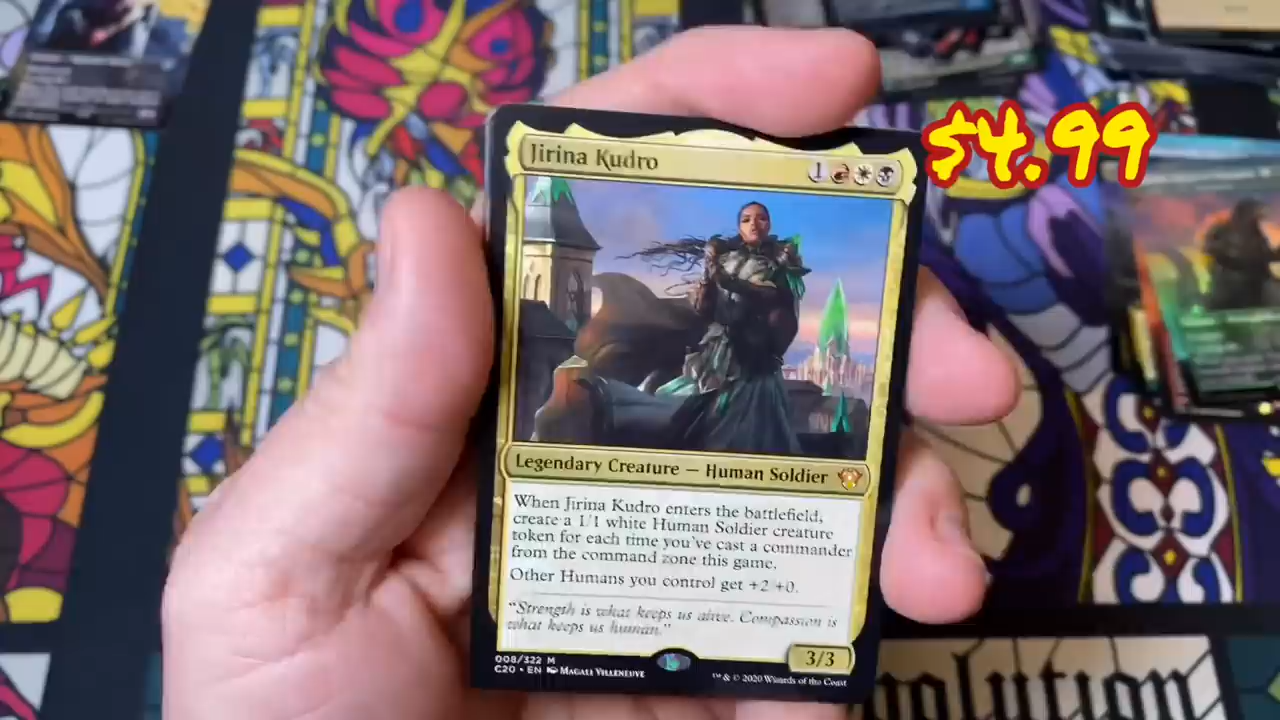 $4.99
Jirina Kudro
1
Legendary Creature — Human Soldier
When Jirina Kudro enters the battlefield,
create a 1/1 white Human Soldier creature
token for each time you've cast a commander
from the command zone this game.
Other Humans you control get +2/+0.
"Strength is what keeps us alive. Compassion is
what keeps us human."
3/3
008/322 M
C20 • EN Magali Villeneuve
™ & © 2020 Wizards of the Coast